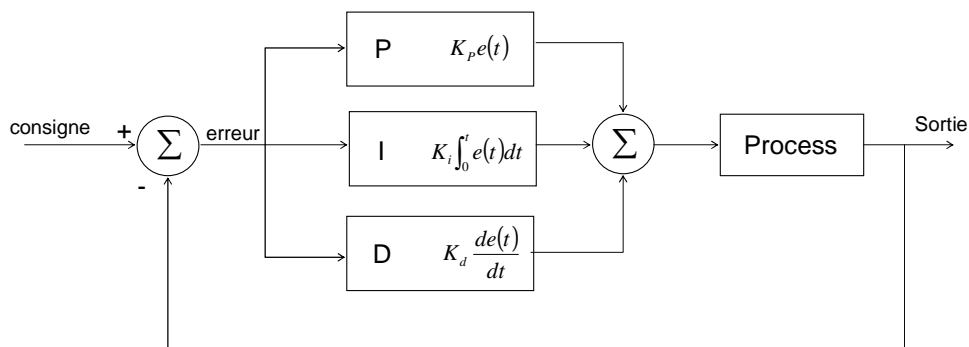 P K_P e(t)
consigne
+
Σ
-
erreur
I K_i ∫_0^t e(t)dt
Σ
Process
Sortie
D K_d de(t)/dt